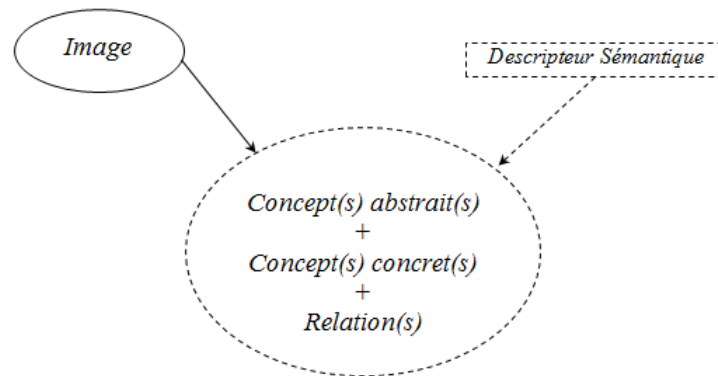 Image
Descripteur Sémantique
Concept(s) abstrait(s)
+
Concept(s) concret(s)
+
Relation(s)